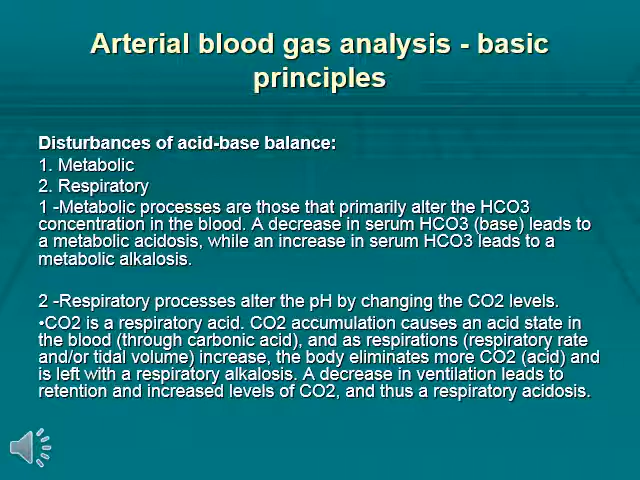 Arterial blood gas analysis - basic
principles
Disturbances of acid-base balance:
1. Metabolic
2. Respiratory
1 -Metabolic processes are those that primarily alter the HCO3
concentration in the blood. A decrease in serum HCO3 (base) leads to
a metabolic acidosis, while an increase in serum HCO3 leads to a
metabolic alkalosis.
2 -Respiratory processes alter the pH by changing the CO2 levels.
•CO2 is a respiratory acid. CO2 accumulation causes an acid state in
the blood (through carbonic acid), and as respirations (respiratory rate
and/or tidal volume) increase, the body eliminates more CO2 (acid) and
is left with a respiratory alkalosis. A decrease in ventilation leads to
retention and increased levels of CO2, and thus a respiratory acidosis.